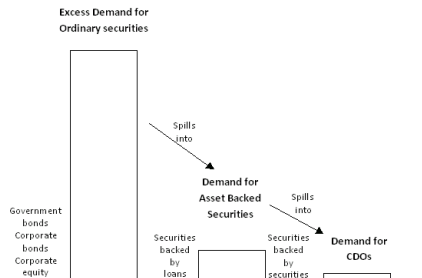 Excess Demand for
Ordinary securities
Spills
into
Demand for
Asset Backed
Securities
Spills
into
Demand for
CDOs
Government
bonds
Corporate
bonds
Corporate
equity
Securities
backed
by
loans
Securities
backed
by
securities